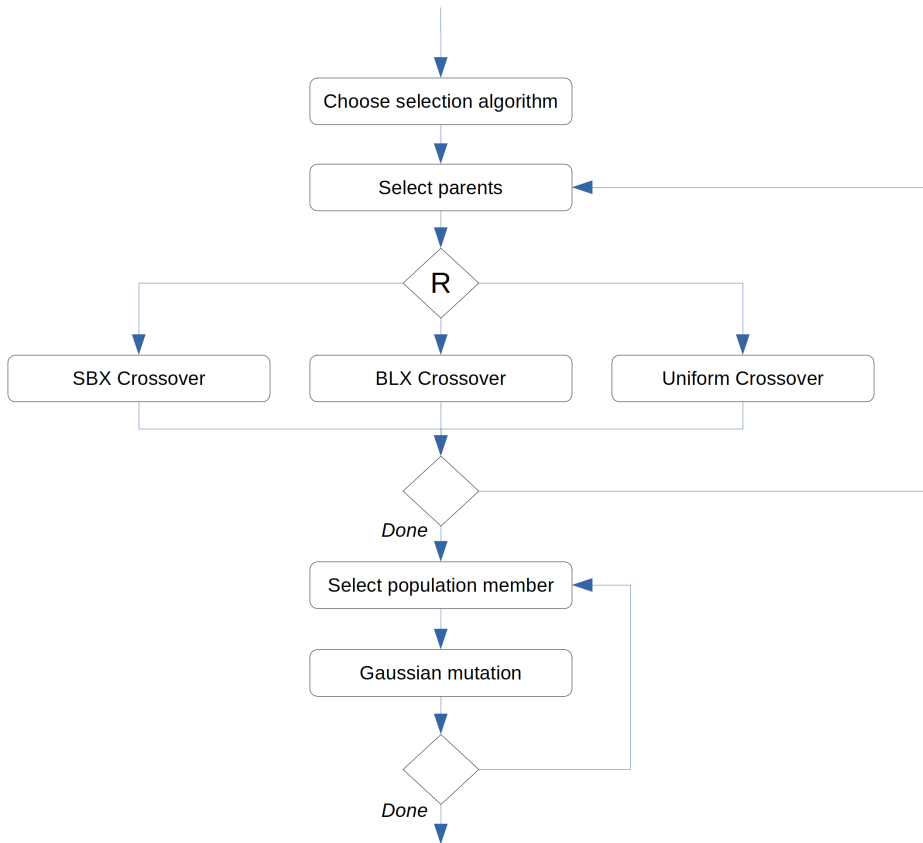 Choose selection algorithm
Select parents
R
SBX Crossover
BLX Crossover
Uniform Crossover
Done
Select population member
Gaussian mutation
Done